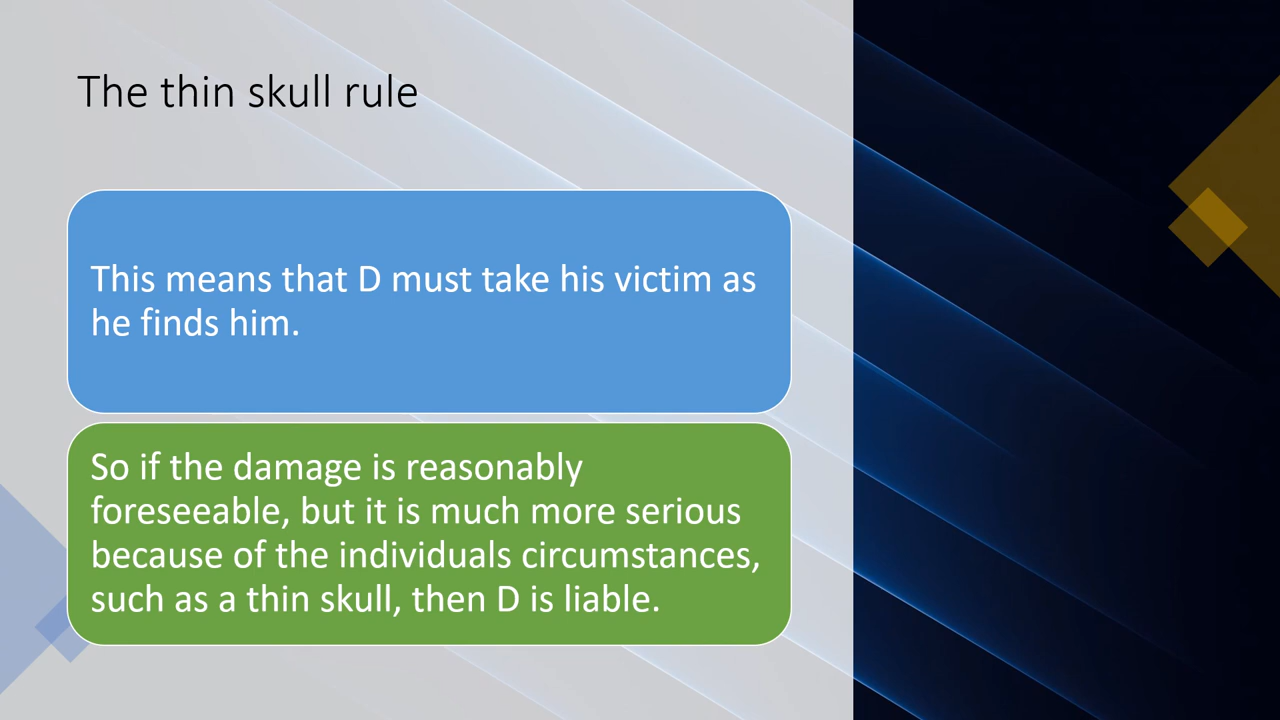 The thin skull rule
This means that D must take his victim as
he finds him.
So if the damage is reasonably
foreseeable, but it is much more serious
because of the individuals circumstances,
such as a thin skull, then D is liable.